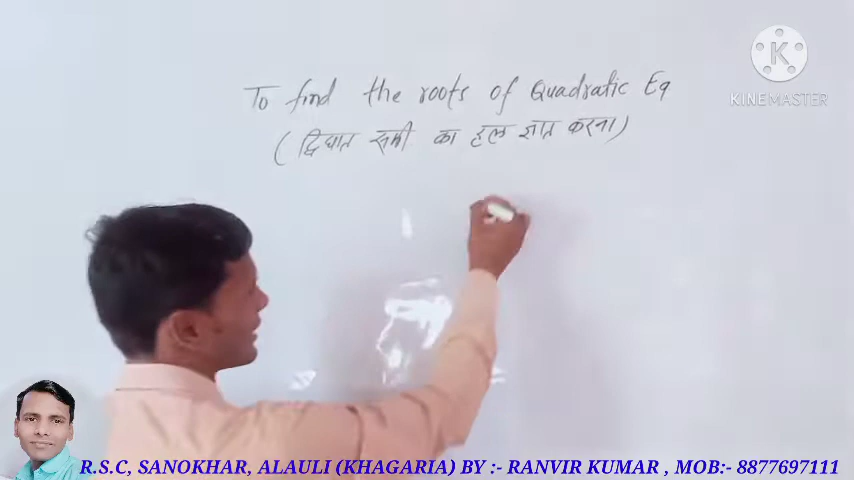 To find the roots of Quadratic Eq
(द्विघात समी का हल ज्ञात करना)
KINEMASTER
R.S.C, SANOKHAR, ALAULI (KHAGARIA) BY :- RANVIR KUMAR , MOB:- 8877697111